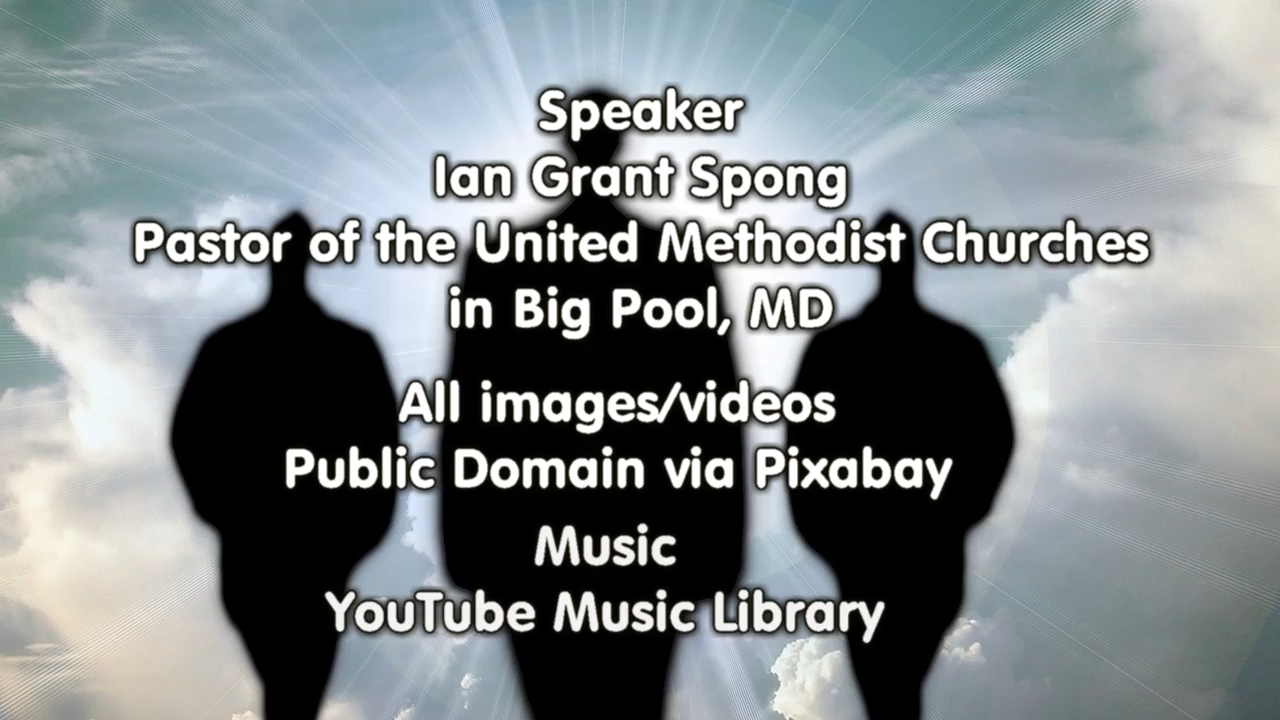 Speaker
Ian Grant Spong
Pastor of the United Methodist Churches
in Big Pool, MD
All images/videos
Public Domain via Pixabay
Music
YouTube Music Library